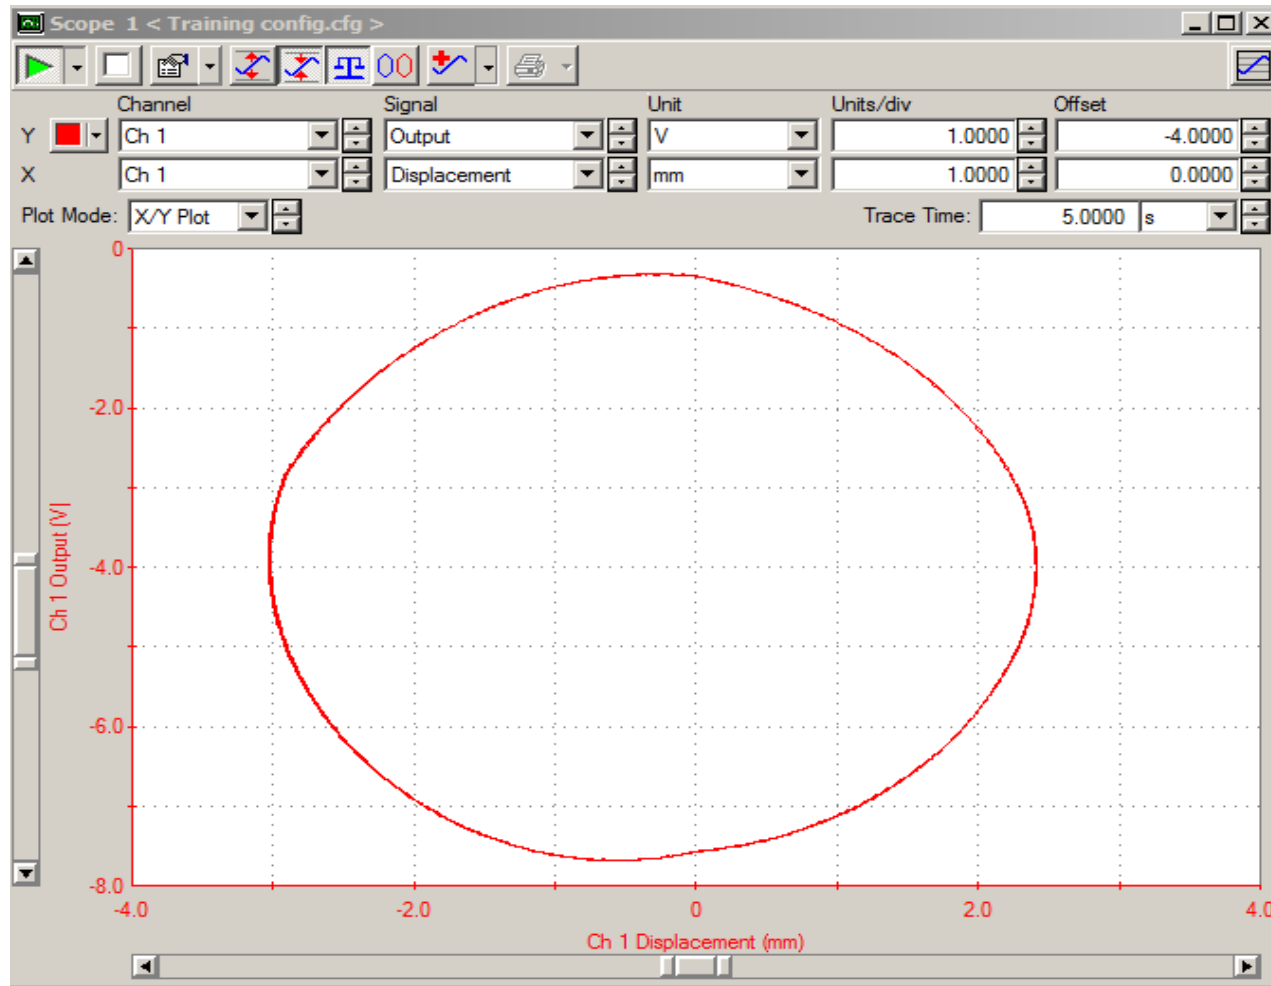 Scope 1 < Training config.cfg >
Channel Signal Unit Units/div Offset
Y Ch 1 Output V 1.0000 -4.0000
X Ch 1 Displacement mm 1.0000 0.0000
Plot Mode: X/Y Plot Trace Time: 5.0000 s
0
-2.0
-4.0
-6.0
-8.0
Ch 1 Output (V)
-4.0 -2.0 0 2.0 4.0
Ch 1 Displacement (mm)